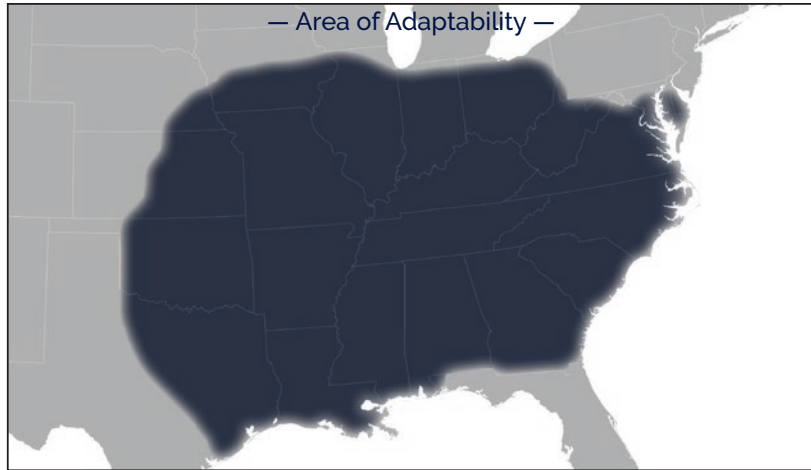 — Area of Adaptability —